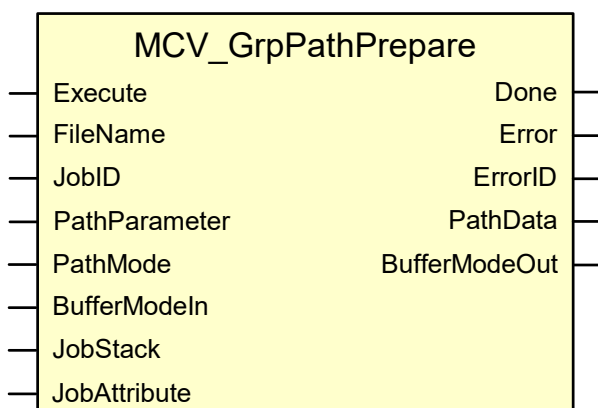 MCV_GrpPathPrepare
Execute Done
FileName Error
JobID ErrorID
PathParameter PathData
PathMode BufferModeOut
BufferModeIn
JobStack
JobAttribute